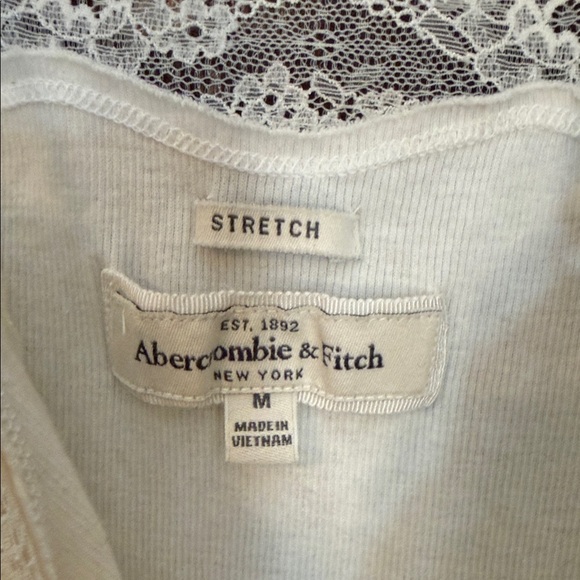 STRETCH
EST. 1892
Abercrombie & Fitch
NEW YORK
M
MADE IN
VIETNAM